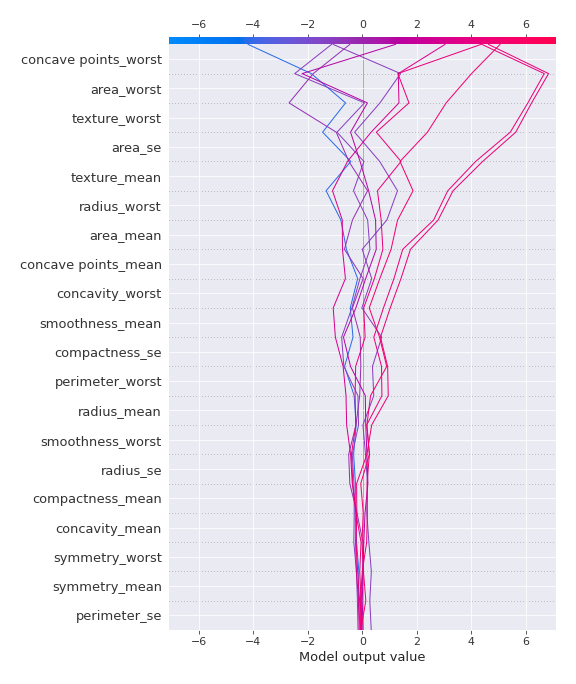 −6 −4 −2 0 2 4 6
concave points_worst
area_worst
texture_worst
area_se
texture_mean
radius_worst
area_mean
concave points_mean
concavity_worst
smoothness_mean
compactness_se
perimeter_worst
radius_mean
smoothness_worst
radius_se
compactness_mean
concavity_mean
symmetry_worst
symmetry_mean
perimeter_se
−6 −4 −2 0 2 4 6
Model output value